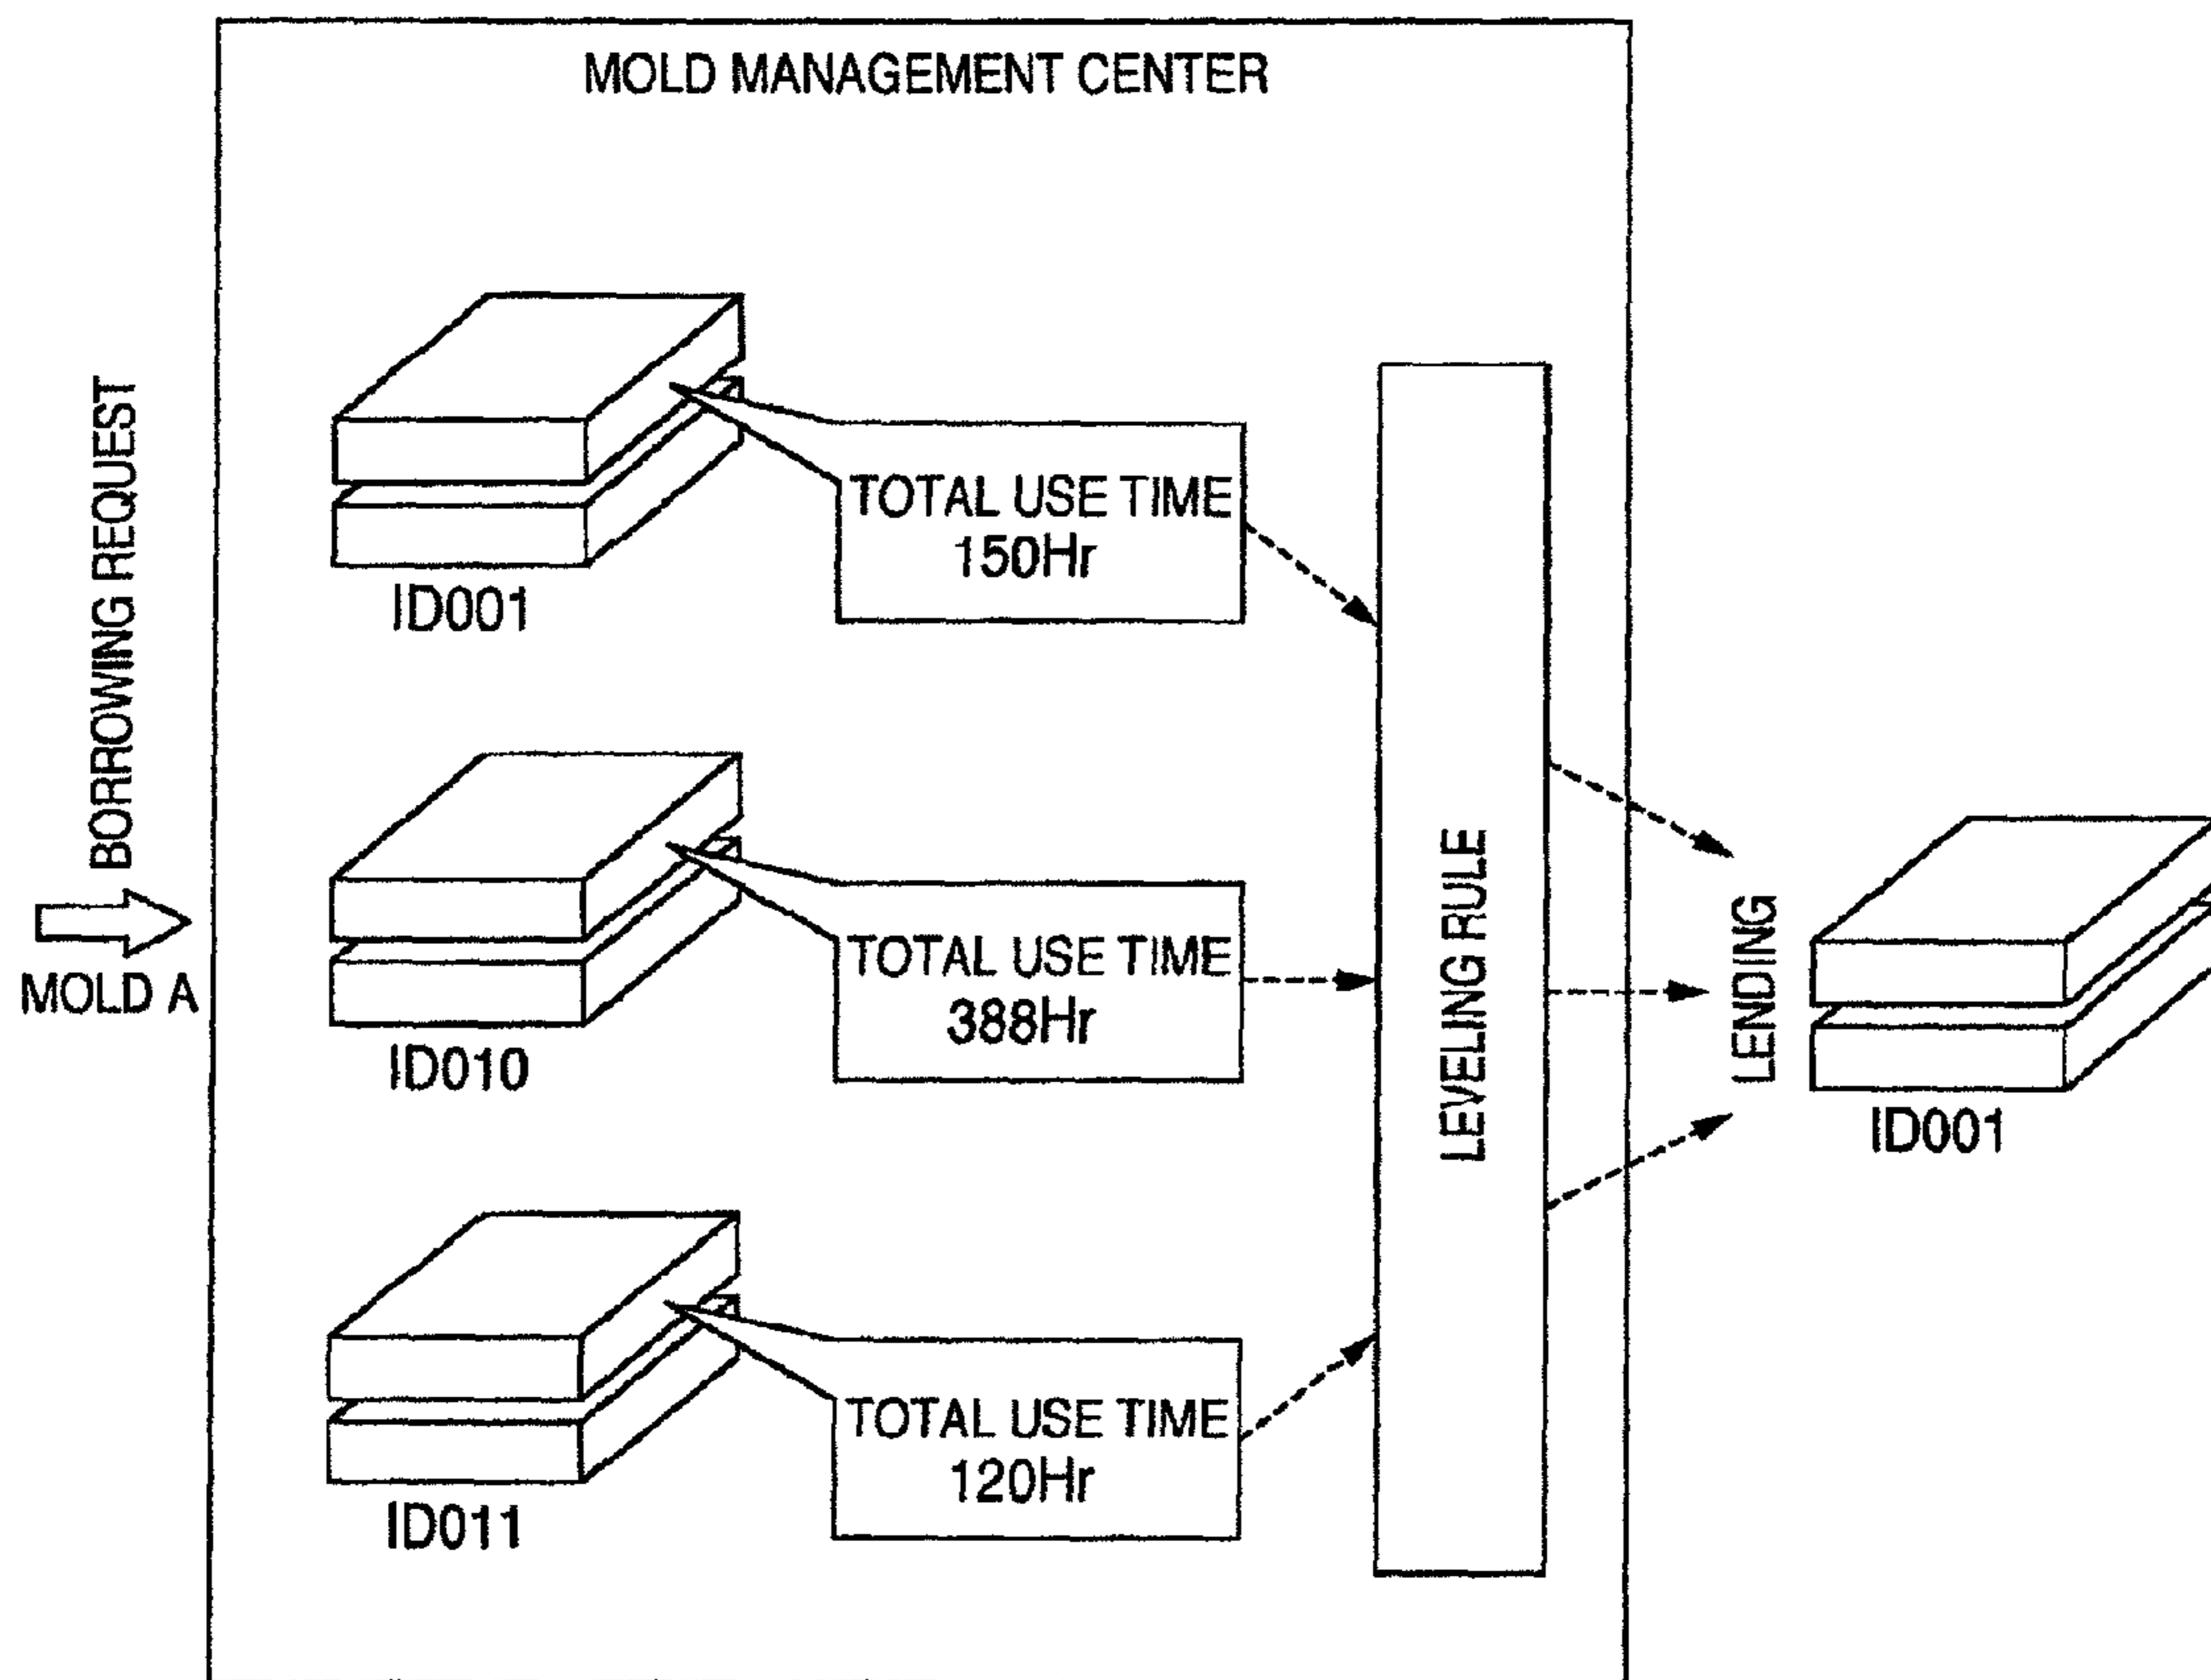 MOLD MANAGEMENT CENTER
BORROWING REQUEST
MOLD A
TOTAL USE TIME
150Hr
ID001
TOTAL USE TIME
388Hr
ID010
TOTAL USE TIME
120Hr
ID011
LEVELING RULE
LENDING
ID001